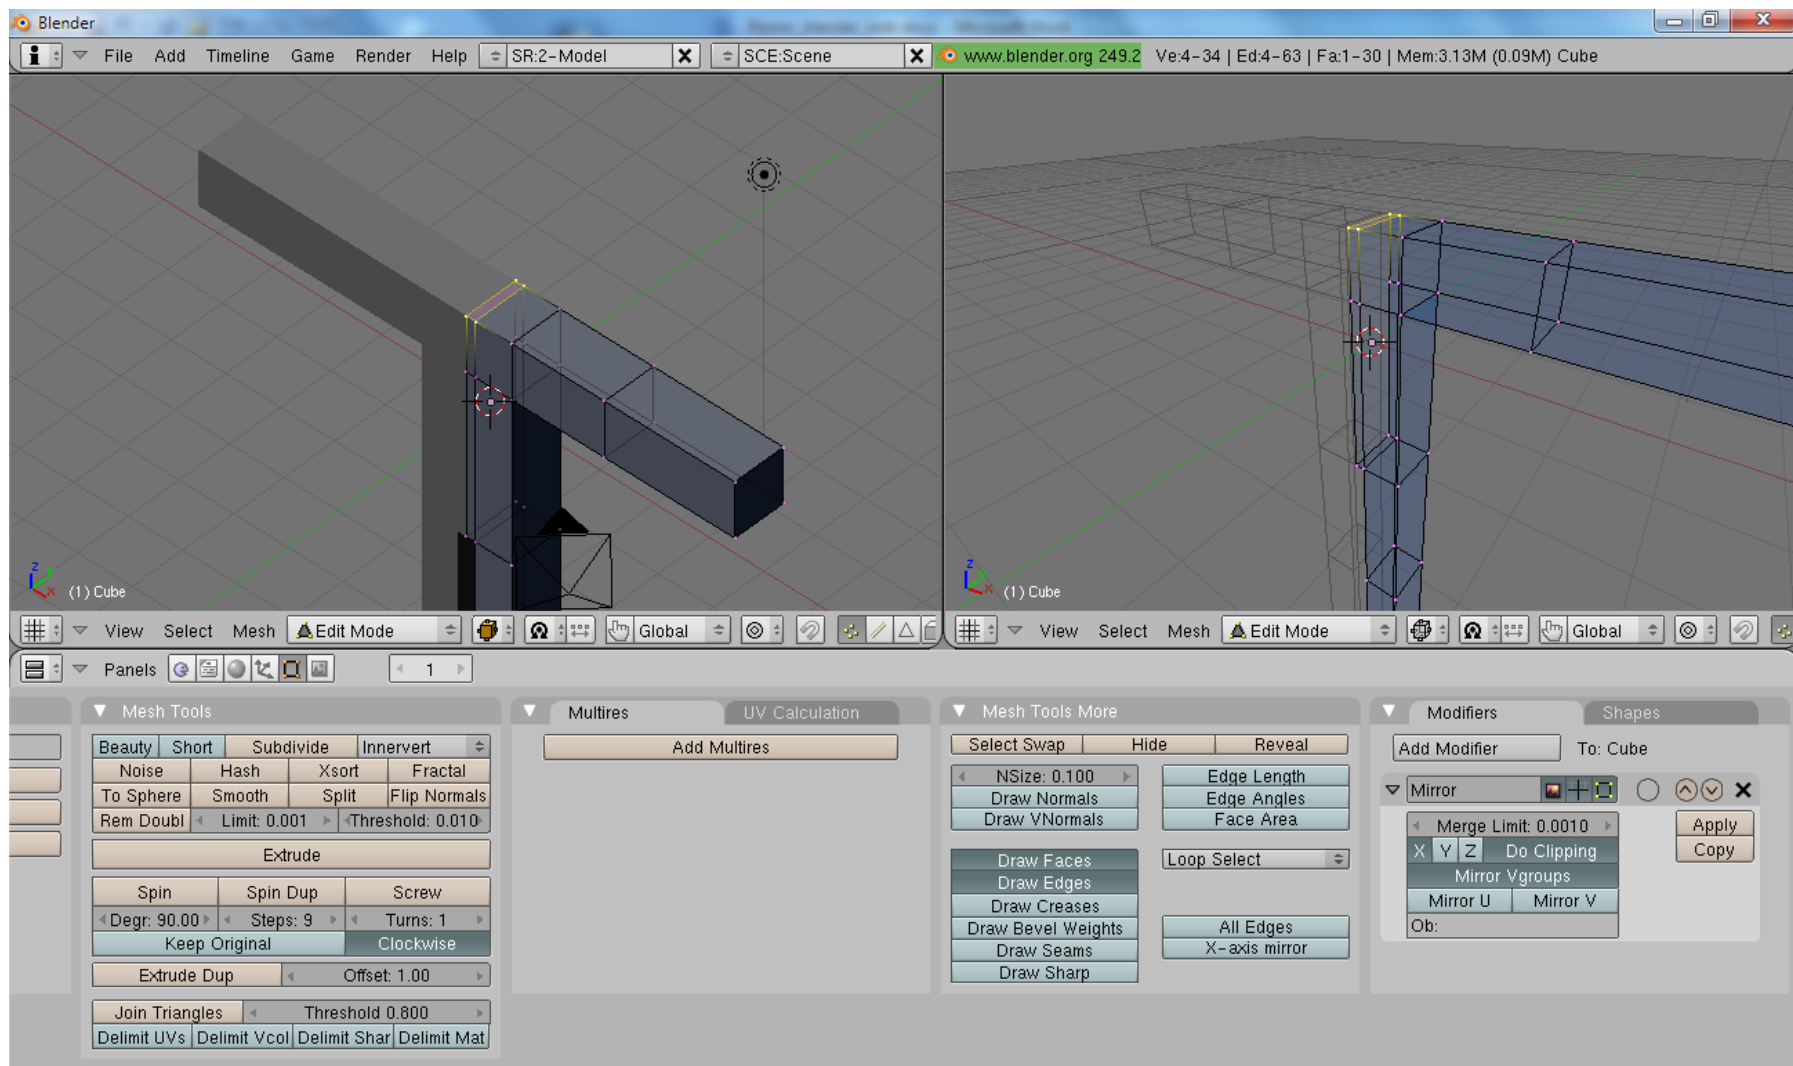 Blender
File Add Timeline Game Render Help SR:2-Model SCE:Scene www.blender.org 249.2 Ve:4-34 | Ed:4-63 | Fa:1-30 | Mem:3.13M (0.09M) Cube
z y x (1) Cube
z y x (1) Cube
View Select Mesh Edit Mode Global
View Select Mesh Edit Mode Global
Panels 1
Mesh Tools
Beauty Short Subdivide Innervert
Noise Hash Xsort Fractal
To Sphere Smooth Split Flip Normals
Rem Doubl Limit: 0.001 Threshold: 0.010
Extrude
Spin Spin Dup Screw
Degr: 90.00 Steps: 9 Turns: 1
Keep Original Clockwise
Extrude Dup Offset: 1.00
Join Triangles Threshold 0.800
Delimit UVs Delimit Vcol Delimit Shar Delimit Mat
Multires UV Calculation
Add Multires
Mesh Tools More
Select Swap Hide Reveal
NSize: 0.100
Draw Normals
Draw VNormals
Edge Length
Edge Angles
Face Area
Draw Faces
Draw Edges
Draw Creases
Draw Bevel Weights
Draw Seams
Draw Sharp
Loop Select
All Edges
X-axis mirror
Modifiers Shapes
Add Modifier To: Cube
Mirror
Merge Limit: 0.0010 Apply
X Y Z Do Clipping Copy
Mirror Vgroups
Mirror U Mirror V
Ob: